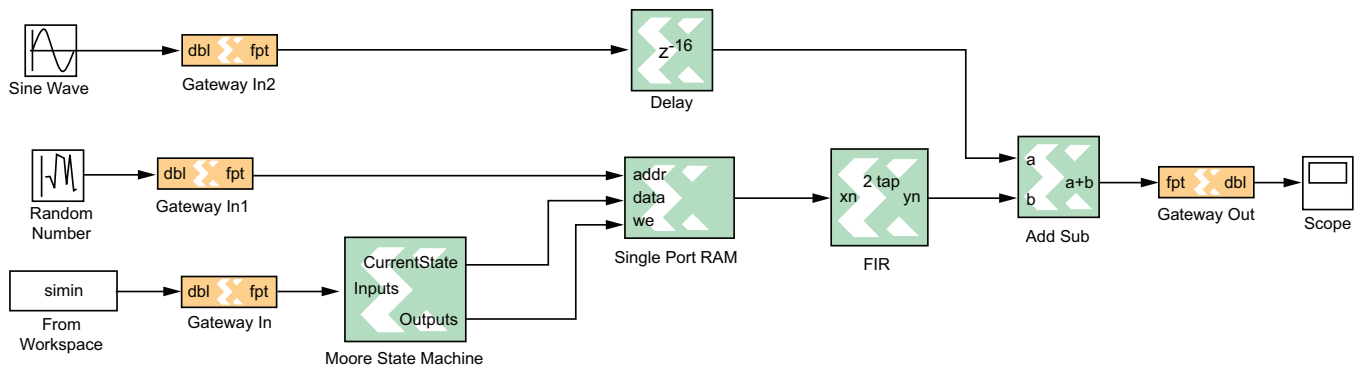 dbl fpt
Sine Wave
Gateway In2
z-16
Delay
dbl fpt
Random
Number
Gateway In1
addr
data
we
Single Port RAM
2 tap
xn yn
FIR
a
a+b
b
Add Sub
fpt dbl
Gateway Out
Scope
simin
From
Workspace
dbl fpt
Gateway In
CurrentState
Inputs
Outputs
Moore State Machine